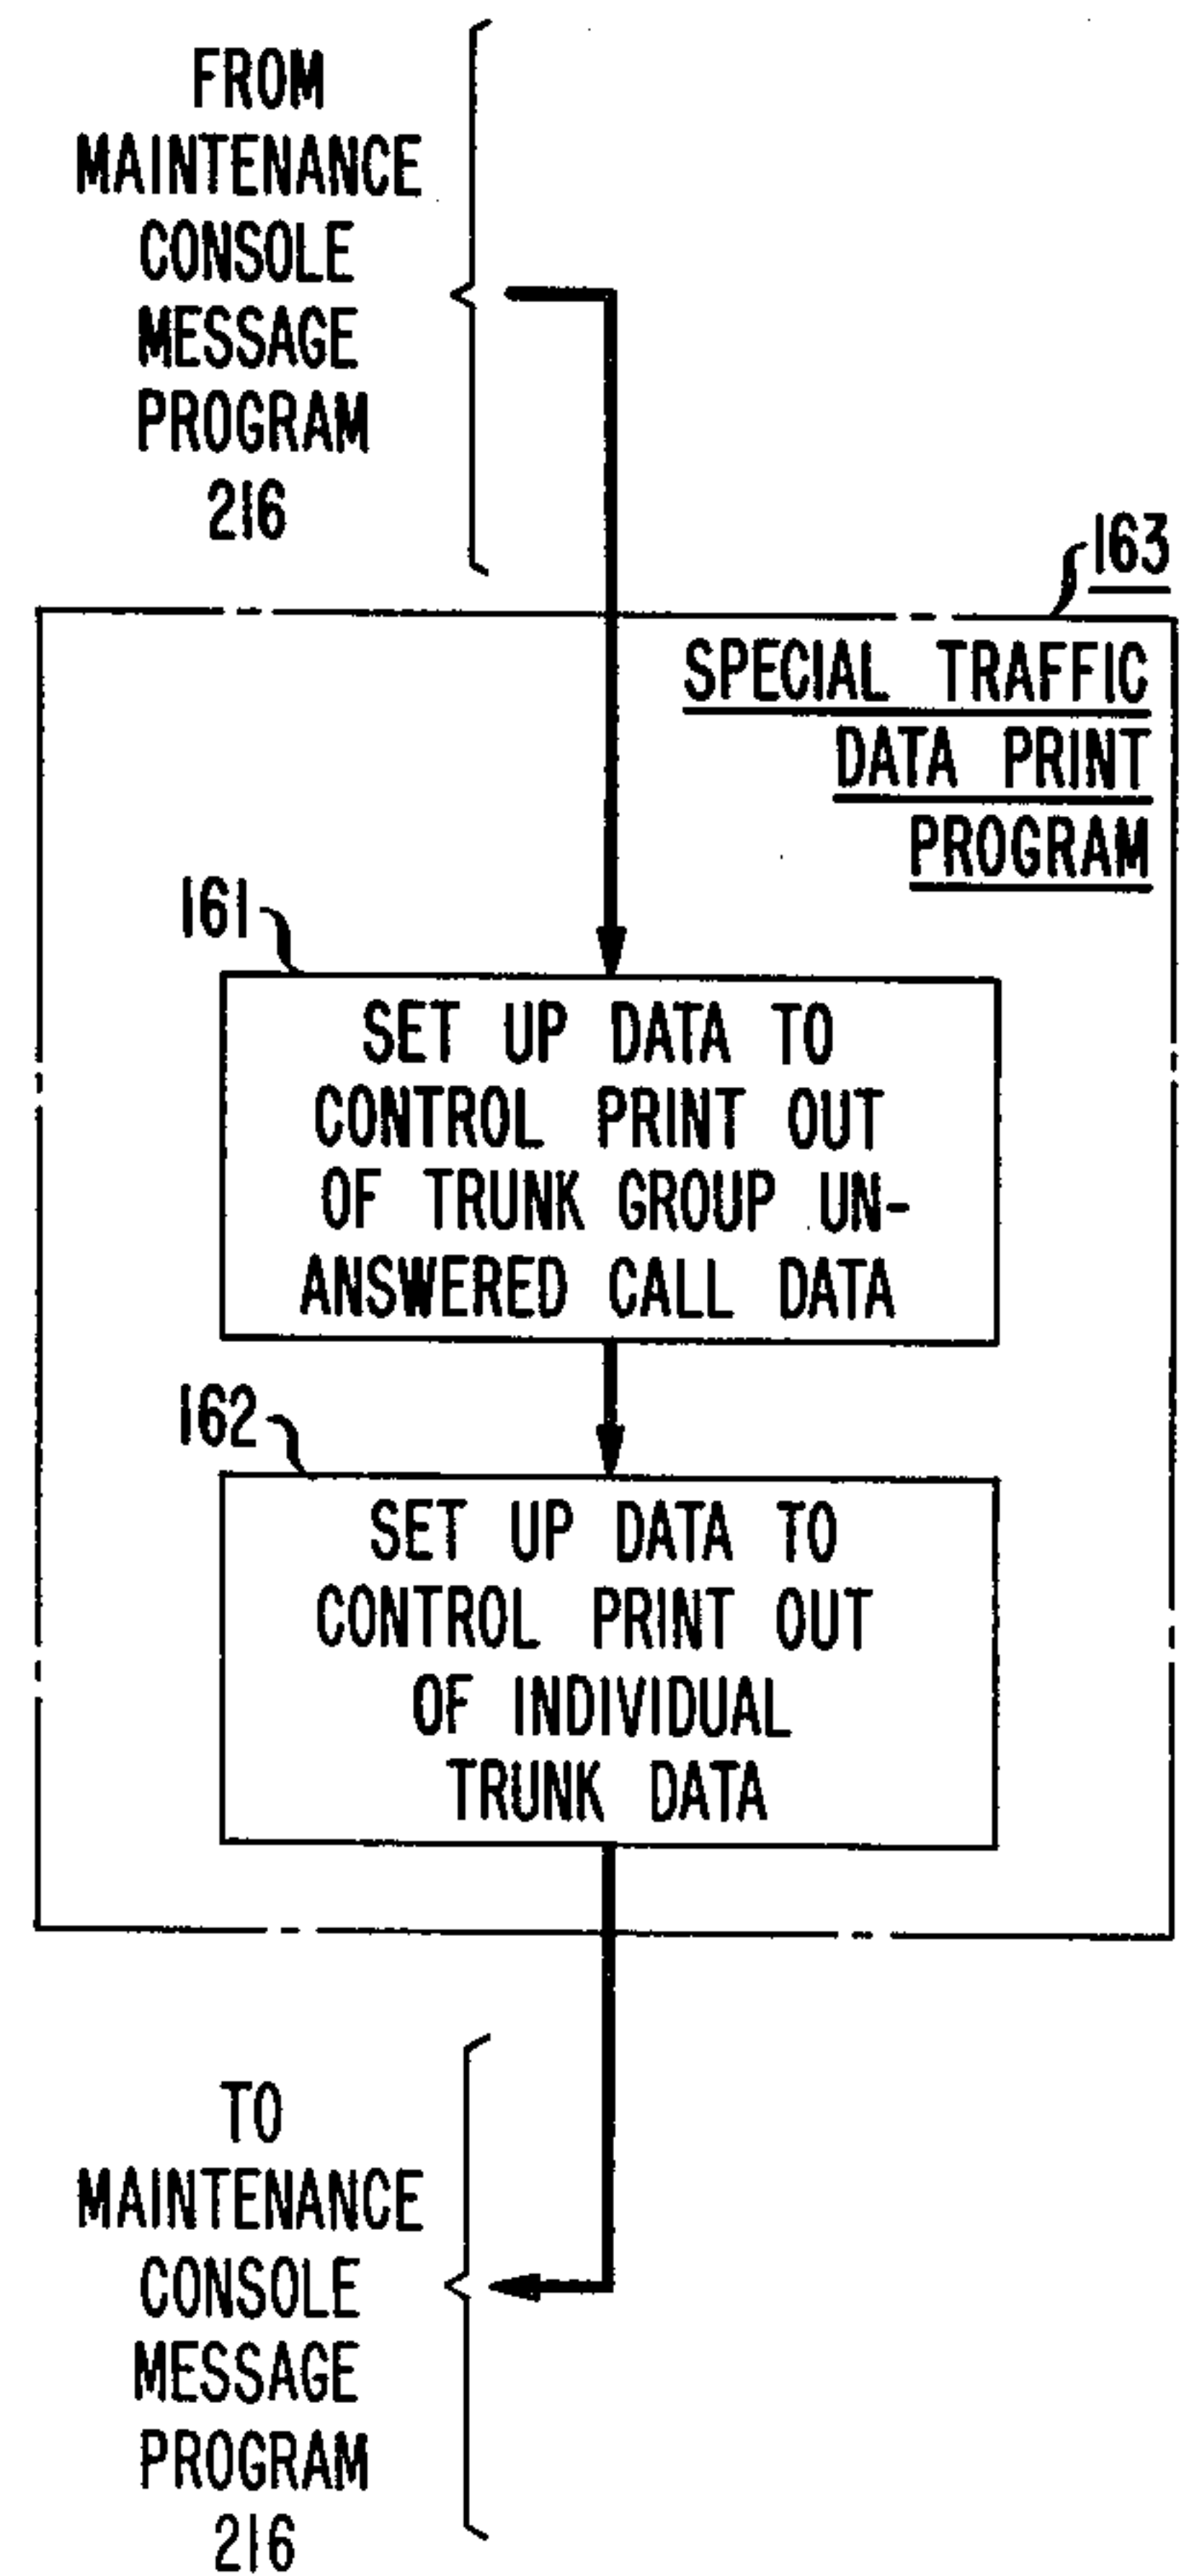 FROM
MAINTENANCE
CONSOLE
MESSAGE
PROGRAM
216
163
SPECIAL TRAFFIC
DATA PRINT
PROGRAM
161
SET UP DATA TO
CONTROL PRINT OUT
OF TRUNK GROUP UN-
ANSWERED CALL DATA
162
SET UP DATA TO
CONTROL PRINT OUT
OF INDIVIDUAL
TRUNK DATA
TO
MAINTENANCE
CONSOLE
MESSAGE
PROGRAM
216